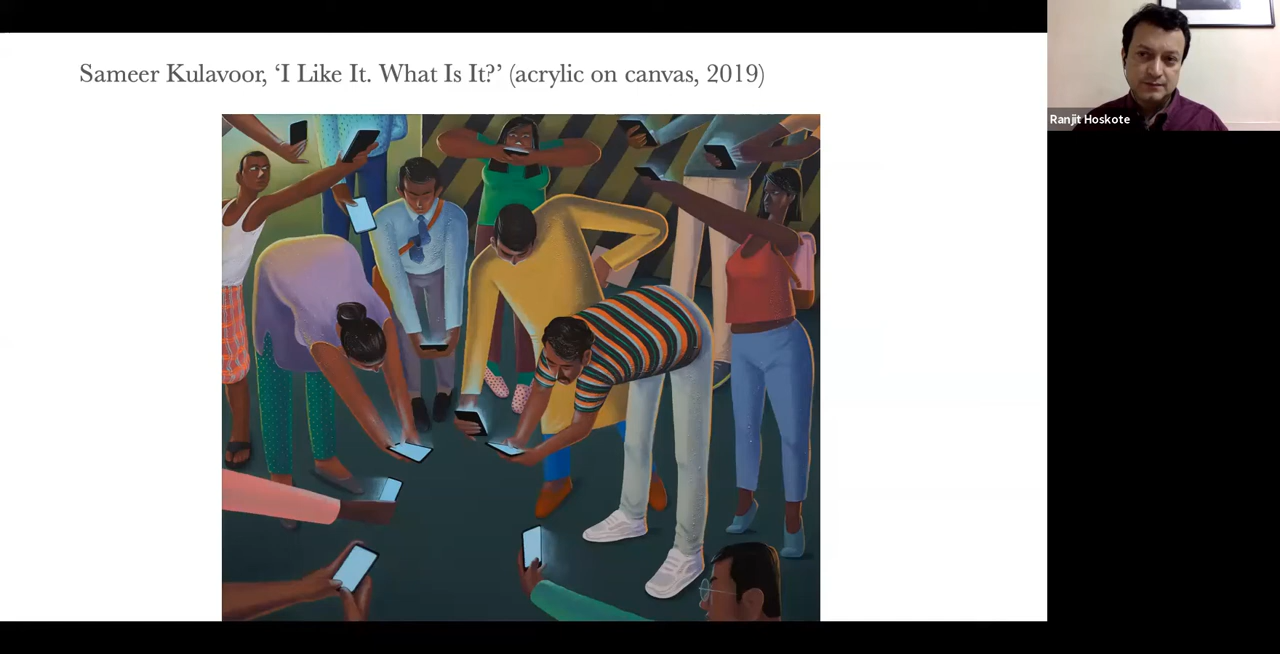 Sameer Kulavoor, ‘I Like It. What Is It?’ (acrylic on canvas, 2019)
Ranjit Hoskote